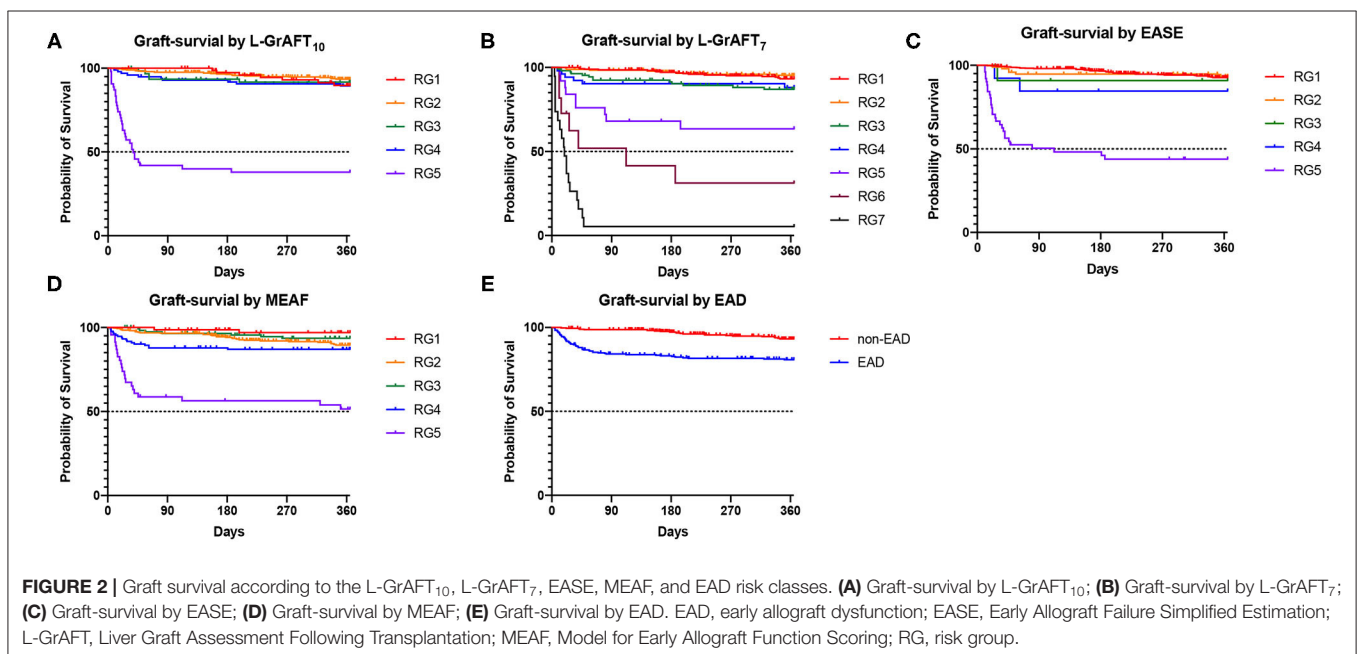 A
Graft-survial by L-GrAFT₁₀
Probability of Survival
100
50
0
0 90 180 270 360
Days
RG1
RG2
RG3
RG4
RG5
B
Graft-survial by L-GrAFT₇
Probability of Survival
100
50
0
0 90 180 270 360
Days
RG1
RG2
RG3
RG4
RG5
RG6
RG7
C
Graft-survial by EASE
Probability of Survival
100
50
0
0 90 180 270 360
Days
RG1
RG2
RG3
RG4
RG5
D
Graft-survial by MEAF
Probability of Survival
100
50
0
0 90 180 270 360
Days
RG1
RG2
RG3
RG4
RG5
E
Graft-survial by EAD
Probability of Survival
100
50
0
0 90 180 270 360
Days
non-EAD
EAD
FIGURE 2 | Graft survival according to the L-GrAFT₁₀, L-GrAFT₇, EASE, MEAF, and EAD risk classes. (A) Graft-survival by L-GrAFT₁₀; (B) Graft-survival by L-GrAFT₇;
(C) Graft-survival by EASE; (D) Graft-survival by MEAF; (E) Graft-survival by EAD. EAD, early allograft dysfunction; EASE, Early Allograft Failure Simplified Estimation;
L-GrAFT, Liver Graft Assessment Following Transplantation; MEAF, Model for Early Allograft Function Scoring; RG, risk group.